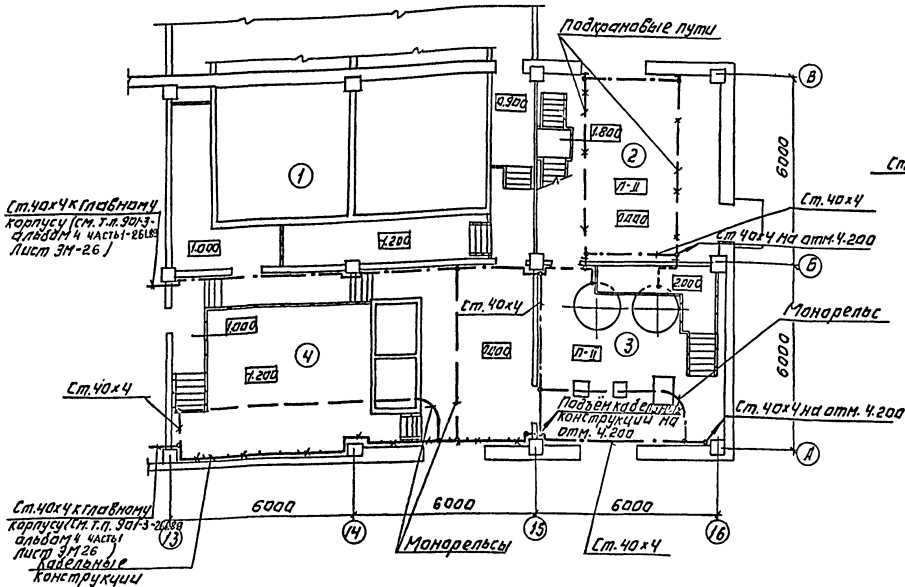 Подкрановые пути
В
0.900
1.800
2
6000
П-II
0.000
1
Ст.40х4 к главному
корпусу (см. т.п. 901-3-
альбом 4 часть 1
Лист ЭМ-26)
1.000
1.200
Ст.40х4
Ст.40х4 на отм. 4.200
Ст.
Б
2.000
Монорельс
Ст.40х4
1.000
4
0.000
3
6000
П-II
1.200
Ст.40х4
Подъём кабельных
конструкций на
отм. 4.200
Ст.40х4 на отм. 4.200
А
Ст.40х4 к главному
корпусу (см. т.п. 901-3-
альбом 4 часть 1
лист ЭМ 26)
Кабельные
конструкции
6000
6000
6000
13
14
15
16
Монорельсы
Ст.40х4